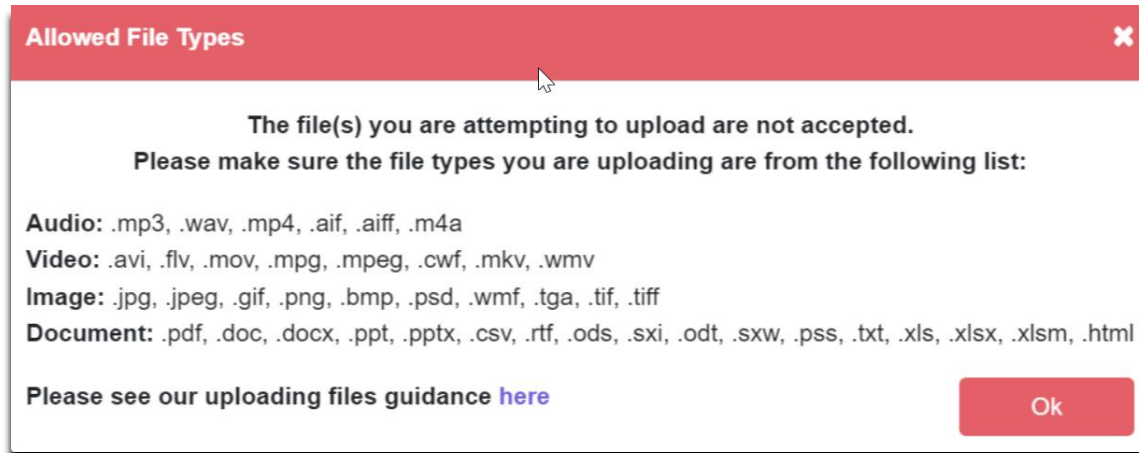 Allowed File Types
The file(s) you are attempting to upload are not accepted.
Please make sure the file types you are uploading are from the following list:
Audio: .mp3, .wav, .mp4, .aif, .aiff, .m4a
Video: .avi, .flv, .mov, .mpg, .mpeg, .cwf, .mkv, .wmv
Image: .jpg, .jpeg, .gif, .png, .bmp, .psd, .wmf, .tga, .tif, .tiff
Document: .pdf, .doc, .docx, .ppt, .pptx, .csv, .rtf, .ods, .sxi, .odt, .sxw, .pss, .txt, .xls, .xlsx, .xlsm, .html
Please see our uploading files guidance here
Ok